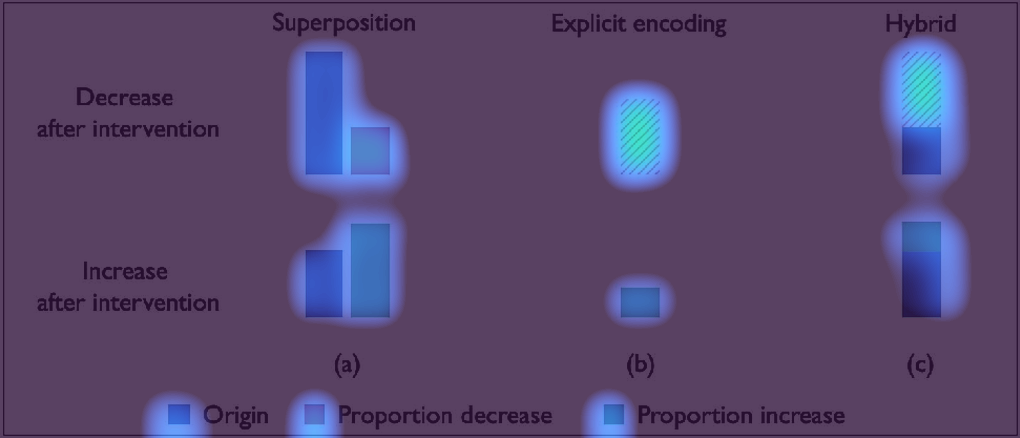 Superposition Explicit encoding Hybrid
Decrease
after intervention
Increase
after intervention
(a) (b) (c)
Origin Proportion decrease Proportion increase